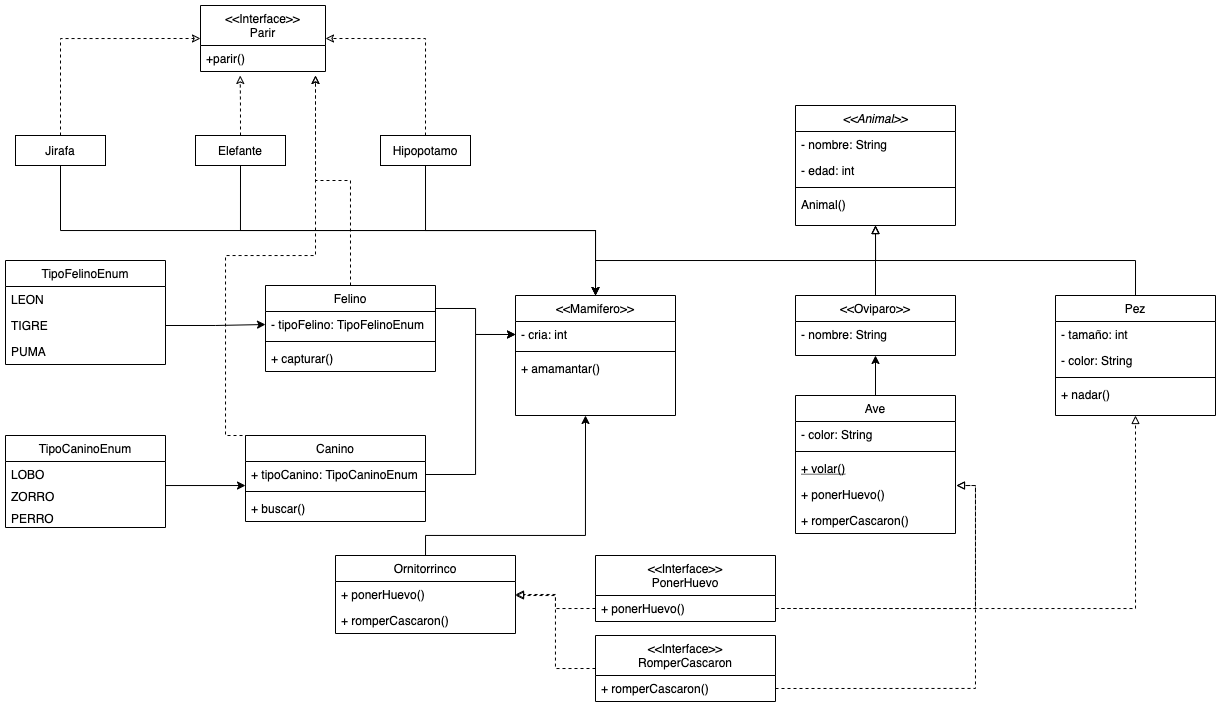 <<Interface>>
Parir
+parir()
Jirafa
Elefante
Hipopotamo
<<Animal>>
- nombre: String
- edad: int
Animal()
TipoFelinoEnum
LEON
TIGRE
PUMA
Felino
- tipoFelino: TipoFelinoEnum
+ capturar()
<<Mamifero>>
- cria: int
+ amamantar()
<<Oviparo>>
- nombre: String
Pez
- tamaño: int
- color: String
+ nadar()
Ave
- color: String
+ volar()
+ ponerHuevo()
+ romperCascaron()
TipoCaninoEnum
LOBO
ZORRO
PERRO
Canino
+ tipoCanino: TipoCaninoEnum
+ buscar()
Ornitorrinco
+ ponerHuevo()
+ romperCascaron()
<<Interface>>
PonerHuevo
+ ponerHuevo()
<<Interface>>
RomperCascaron
+ romperCascaron()